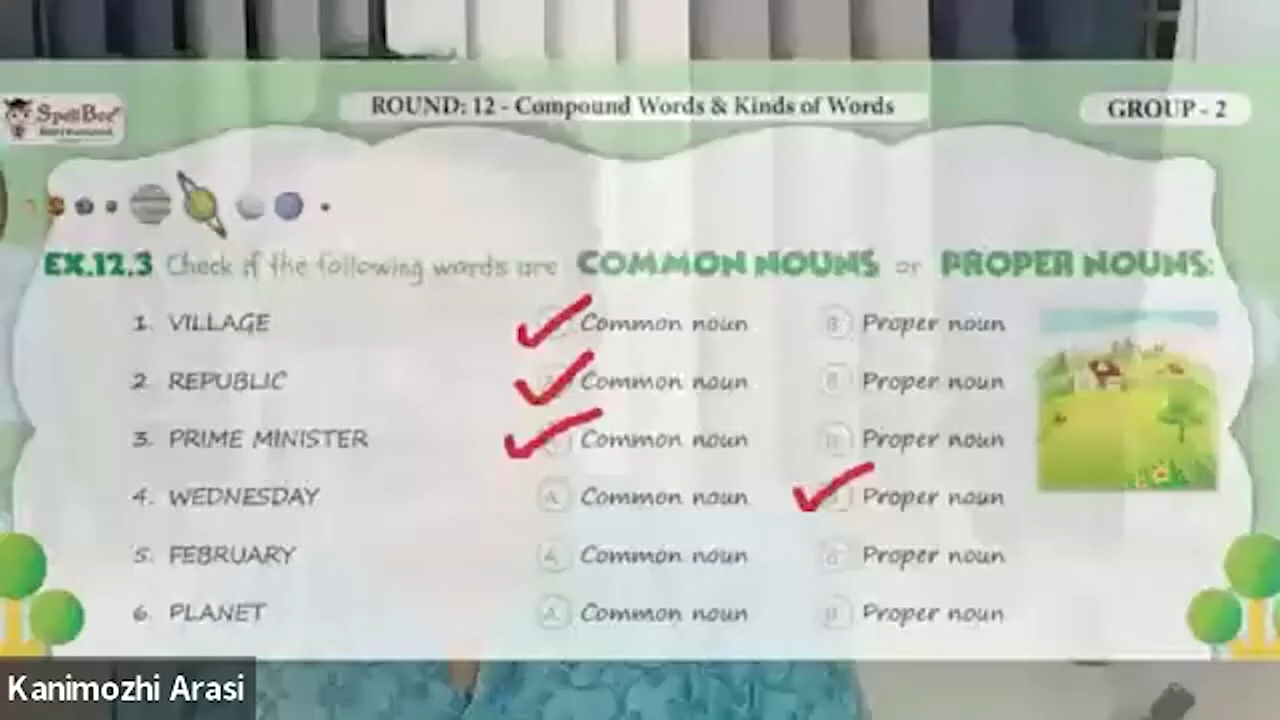 SpellBee
International
ROUND: 12 - Compound Words & Kinds of Words
GROUP - 2
EX.12.3 Check if the following words are COMMON NOUNS or PROPER NOUNS:
1. VILLAGE Common noun B Proper noun
2. REPUBLIC Common noun B Proper noun
3. PRIME MINISTER Common noun B Proper noun
4. WEDNESDAY A Common noun Proper noun
5. FEBRUARY A Common noun B Proper noun
6. PLANET A Common noun B Proper noun
Kanimozhi Arasi